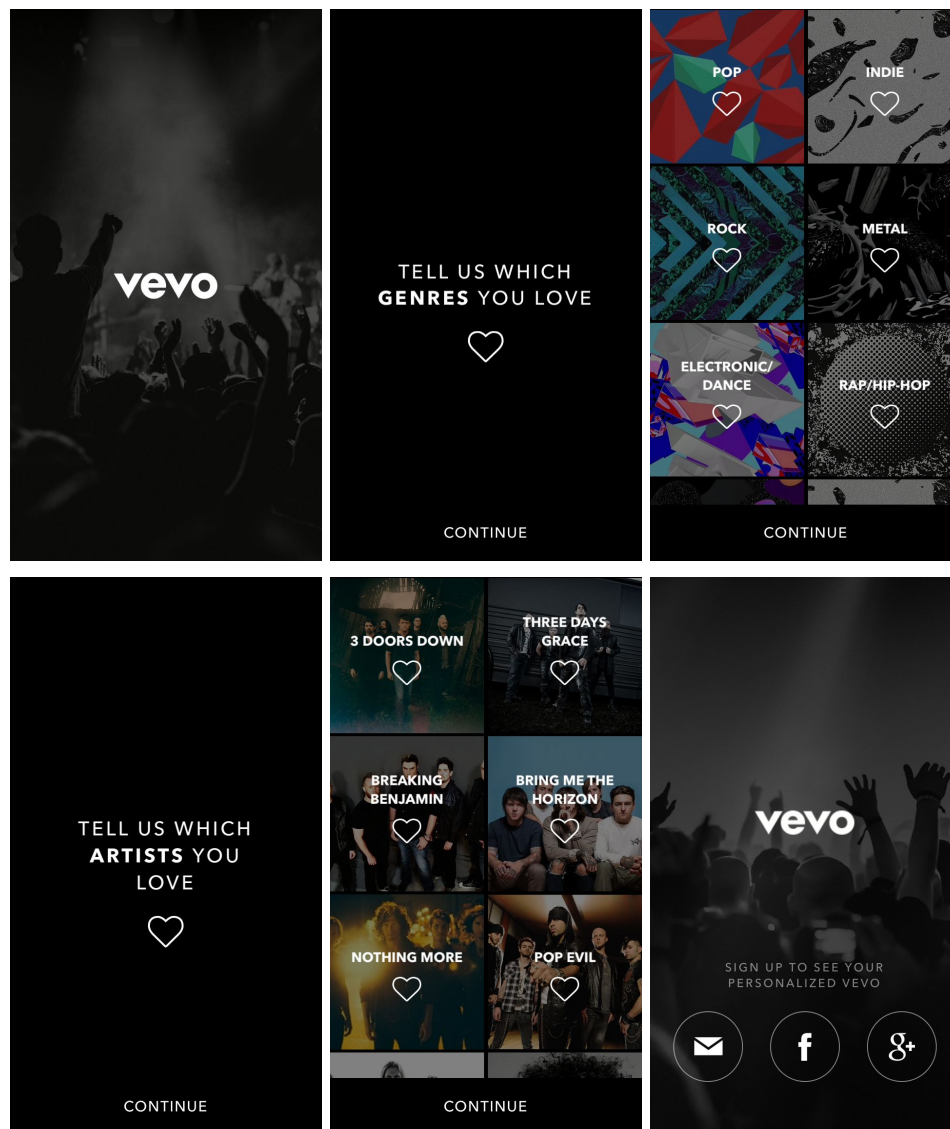 vevo
TELL US WHICH
GENRES YOU LOVE
CONTINUE
POP
INDIE
ROCK
METAL
ELECTRONIC/
DANCE
RAP/HIP-HOP
CONTINUE
TELL US WHICH
ARTISTS YOU
LOVE
CONTINUE
3 DOORS DOWN
THREE DAYS
GRACE
BREAKING
BENJAMIN
BRING ME THE
HORIZON
NOTHING MORE
POP EVIL
CONTINUE
vevo
SIGN UP TO SEE YOUR
PERSONALIZED VEVO
f
g+